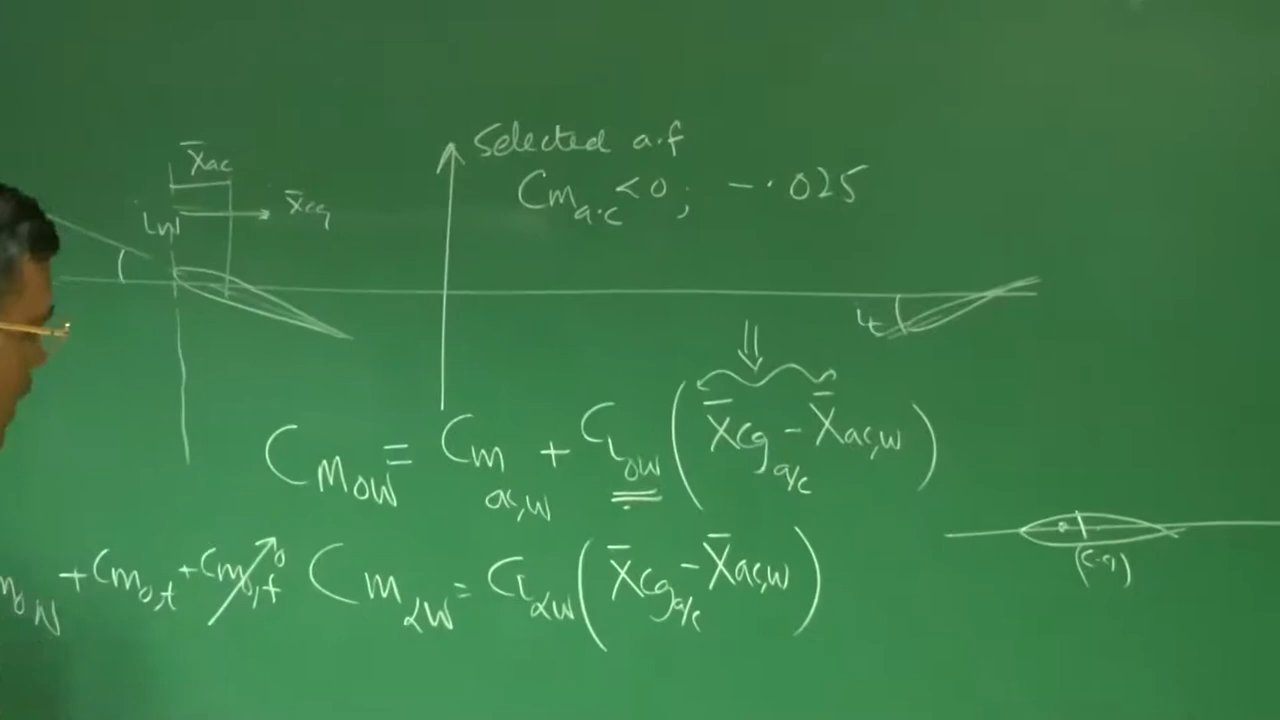 Selected a.f
X̄ac
Cm a.c < 0 ; - .025
X̄cg
it
CM0W = Cm ac,w + CL0W ( X̄cg a/c - X̄ac,w )
+ Cm0,t + Cm0,f 0
CmαW = CLαW ( X̄cg a/c - X̄ac,w )
(c.g)